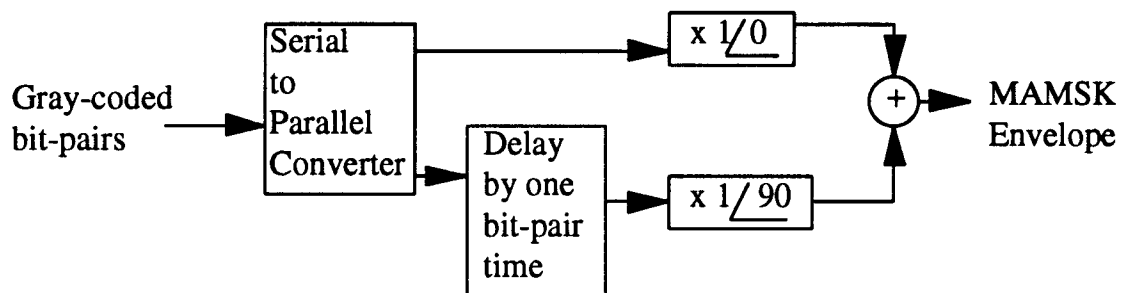 Gray-coded
bit-pairs
Serial
to
Parallel
Converter
Delay
by one
bit-pair
time
x 1/0
x 1/90
+
MAMSK
Envelope